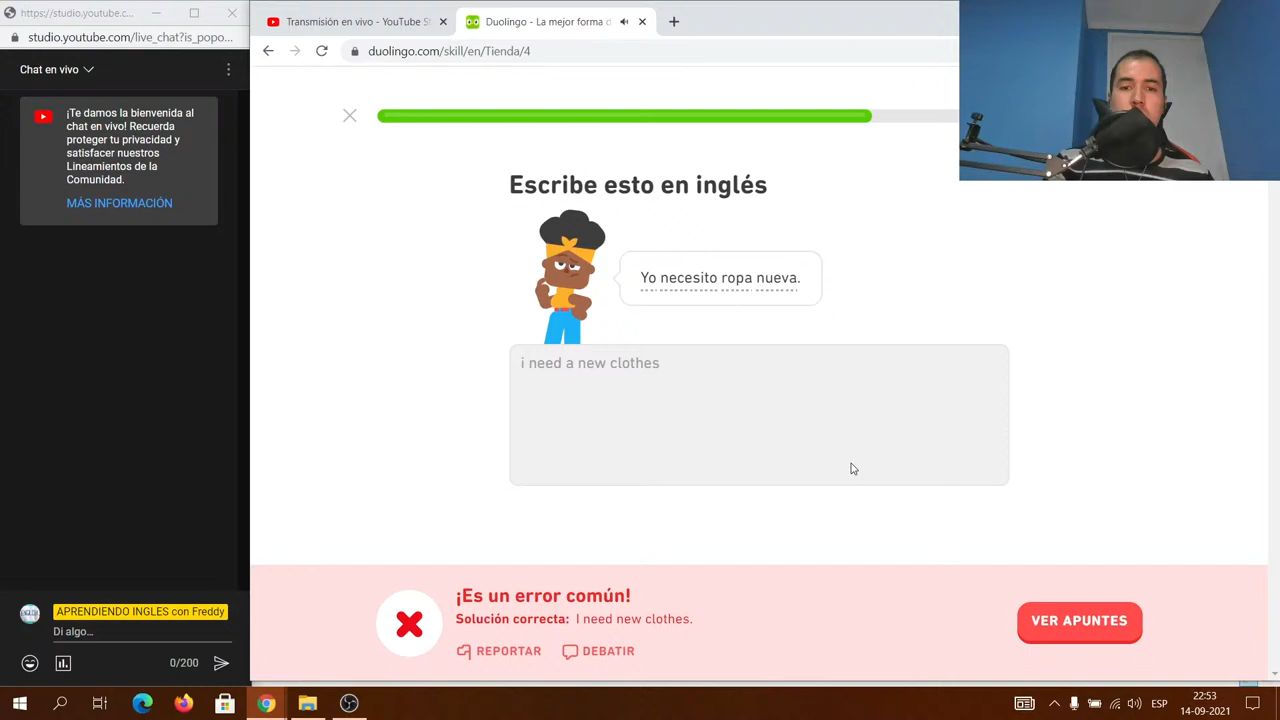 https://studio.youtube.c...
studio.youtube.com/live_chat?is_popo...
Chat en vivo
¡Te damos la bienvenida al
chat en vivo! Recuerda
proteger tu privacidad y
satisfacer nuestros
Lineamientos de la
Comunidad.
MÁS INFORMACIÓN
APRENDIENDO INGLES con Freddy
Di algo...
0/200
Transmisión en vivo - YouTube S
Duolingo - La mejor forma d
duolingo.com/skill/en/Tienda/4
Escribe esto en inglés
Yo necesito ropa nueva.
i need a new clothes
¡Es un error común!
Solución correcta: I need new clothes.
REPORTAR
DEBATIR
VER APUNTES
ESP
22:53
14-09-2021